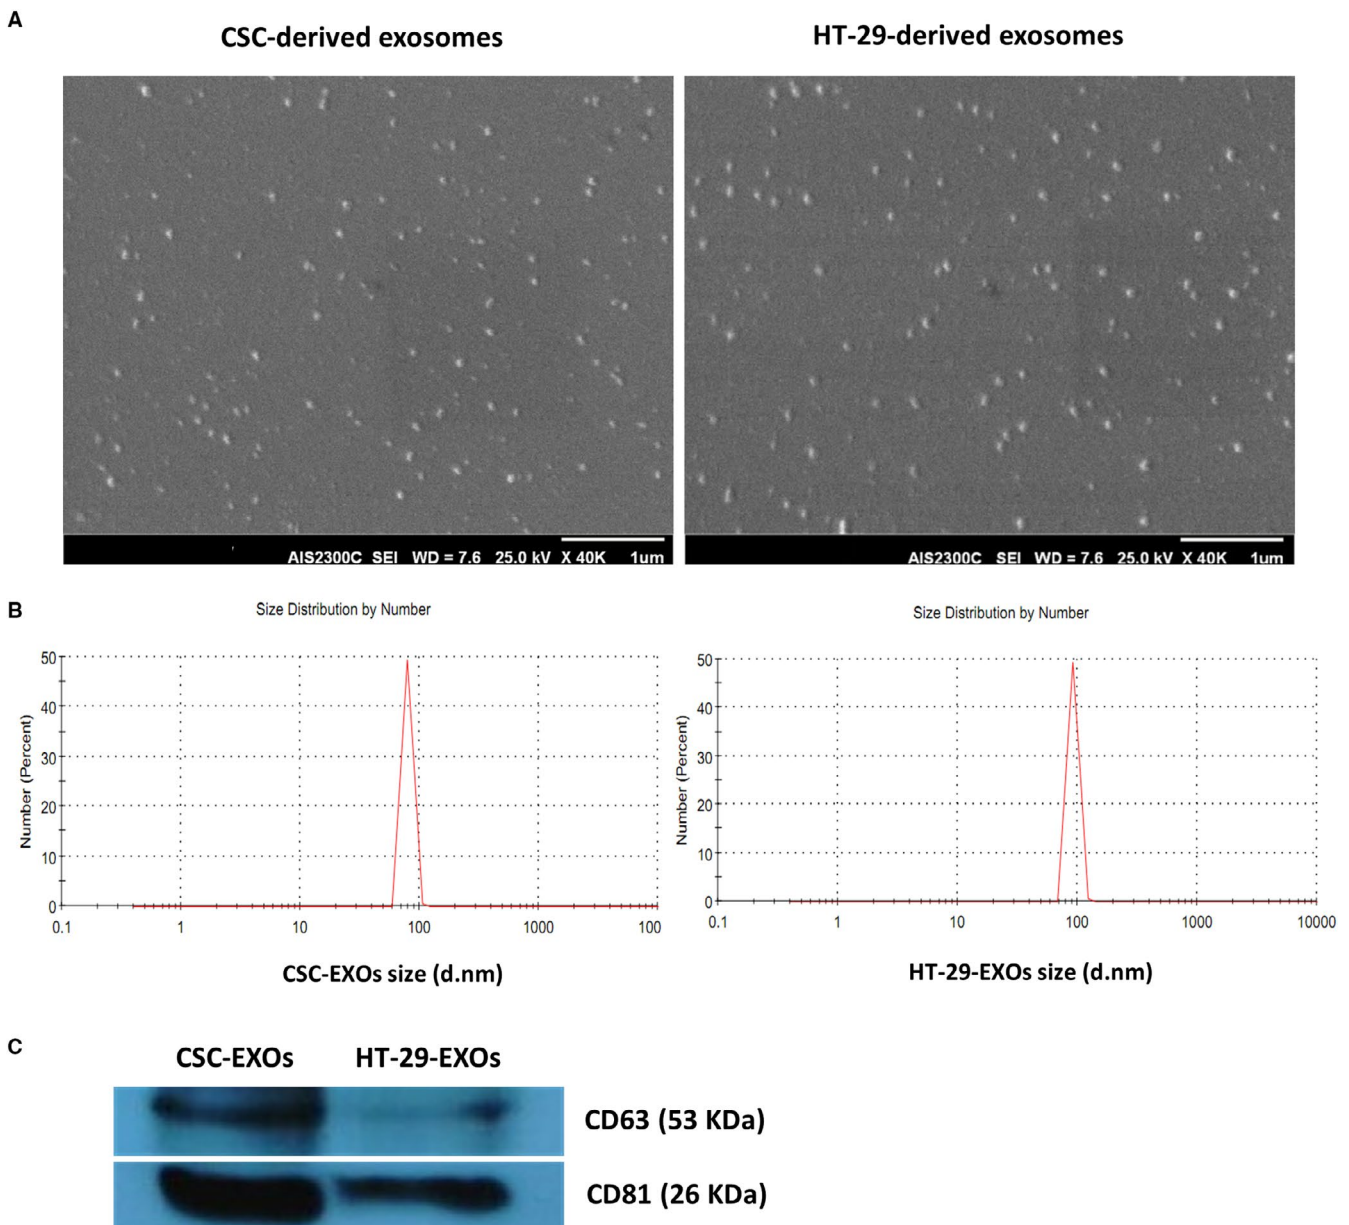 A
CSC-derived exosomes
HT-29-derived exosomes
AIS2300C SEI WD = 7.6 25.0 kV X 40K 1um
AIS2300C SEI WD = 7.6 25.0 kV X 40K 1um
B
Size Distribution by Number
Number (Percent)
50
40
30
20
10
0
0.1 1 10 100 1000 100
CSC-EXOs size (d.nm)
Size Distribution by Number
Number (Percent)
50
40
30
20
10
0
0.1 1 10 100 1000 10000
HT-29-EXOs size (d.nm)
C
CSC-EXOs HT-29-EXOs
CD63 (53 KDa)
CD81 (26 KDa)